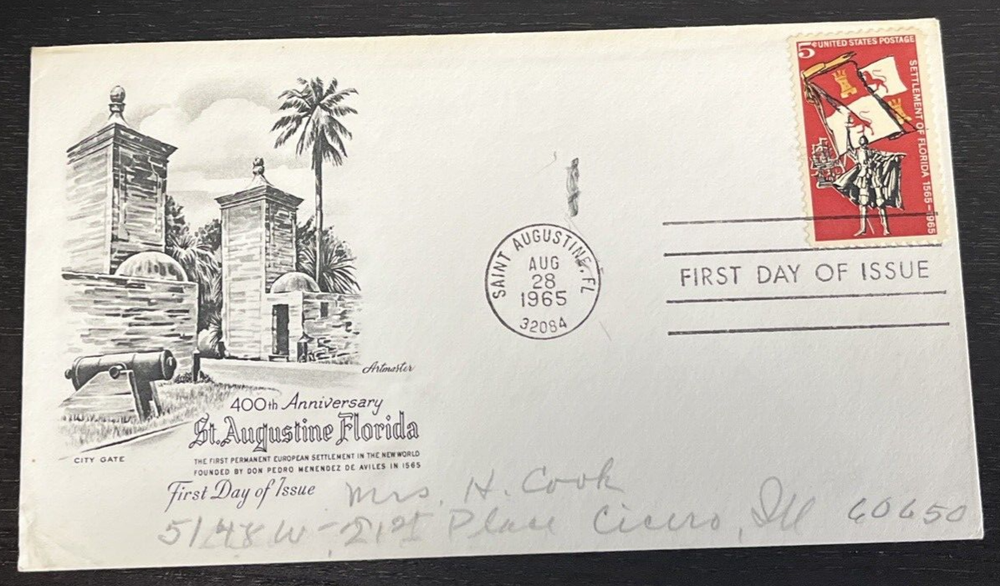 5¢ UNITED STATES POSTAGE
SETTLEMENT OF FLORIDA 1565-1965
SAINT AUGUSTINE, FL
AUG
28
1965
32084
FIRST DAY OF ISSUE
Artmaster
400th Anniversary
St. Augustine Florida
CITY GATE
THE FIRST PERMANENT EUROPEAN SETTLEMENT IN THE NEW WORLD
FOUNDED BY DON PEDRO MENENDEZ DE AVILES IN 1565
First Day of Issue
Mrs. H. Cook
5148 W - 21st Place Cicero, Ill 60650